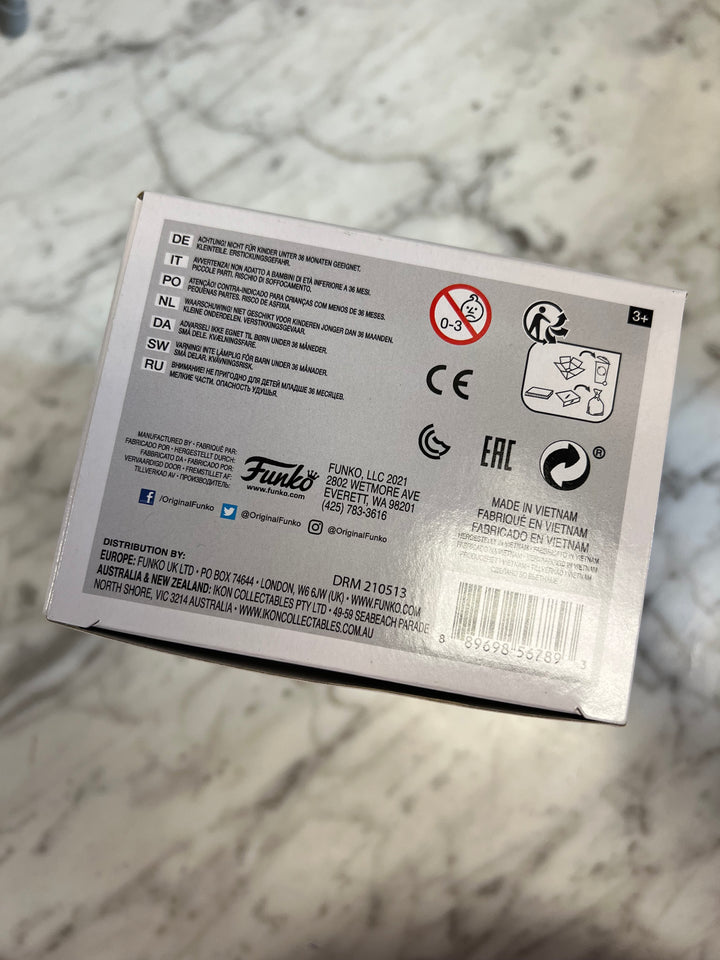 DE ACHTUNG! NICHT FÜR KINDER UNTER 36 MONATEN GEEIGNET.
KLEINTEILE. ERSTICKUNGSGEFAHR.
IT AVVERTENZA! NON ADATTO A BAMBINI DI ETÀ INFERIORE A 36 MESI.
PICCOLE PARTI. RISCHIO DI SOFFOCAMENTO.
PO ATENÇÃO! CONTRA-INDICADO PARA CRIANÇAS COM MENOS DE 36 MESES.
PEQUENAS PARTES. RISCO DE ASFIXIA.
NL WAARSCHUWING! NIET GESCHIKT VOOR KINDEREN JONGER DAN 36 MAANDEN.
KLEINE ONDERDELEN. VERSTIKKINGSGEVAAR.
DA ADVARSEL! IKKE EGNET TIL BØRN UNDER 36 MÅNEDER.
SMÅ DELE. KVÆLNINGSFARE.
SW VARNING! INTE LÄMPLIG FÖR BARN UNDER 36 MÅNADER.
SMÅ DELAR. KVÄVNINGSRISK.
RU ВНИМАНИЕ! НЕ ПРИГОДНО ДЛЯ ДЕТЕЙ МЛАДШЕ 36 МЕСЯЦЕВ.
МЕЛКИЕ ЧАСТИ. ОПАСНОСТЬ УДУШЬЯ.
0-3
3+
CE
EAC
®
MANUFACTURED BY • FABRIQUÉ PAR:
FABRICADO POR • HERGESTELLT DURCH:
FABBRICATO DA • FABRICADO POR:
VERVAARDIGD DOOR • FREMSTILLET AF:
TILLVERKAD AV • ПРОИЗВОДИТЕЛЬ:
Funko
www.funko.com
FUNKO, LLC 2021
2802 WETMORE AVE
EVERETT, WA 98201
(425) 783-3616
/OriginalFunko @OriginalFunko @OriginalFunko
MADE IN VIETNAM
FABRIQUÉ EN VIETNAM
FABRICADO EN VIETNAM
HERGESTELLT IN VIETNAM
DISTRIBUTION BY:
EUROPE: FUNKO UK LTD • PO BOX 74644 • LONDON, W6 6JW (UK) • WWW.FUNKO.COM
AUSTRALIA & NEW ZEALAND: IKON COLLECTABLES PTY LTD • 49-59 SEABEACH PARADE
NORTH SHORE, VIC 3214 AUSTRALIA • WWW.IKONCOLLECTABLES.COM.AU
DRM 210513
8 89698 56789 3